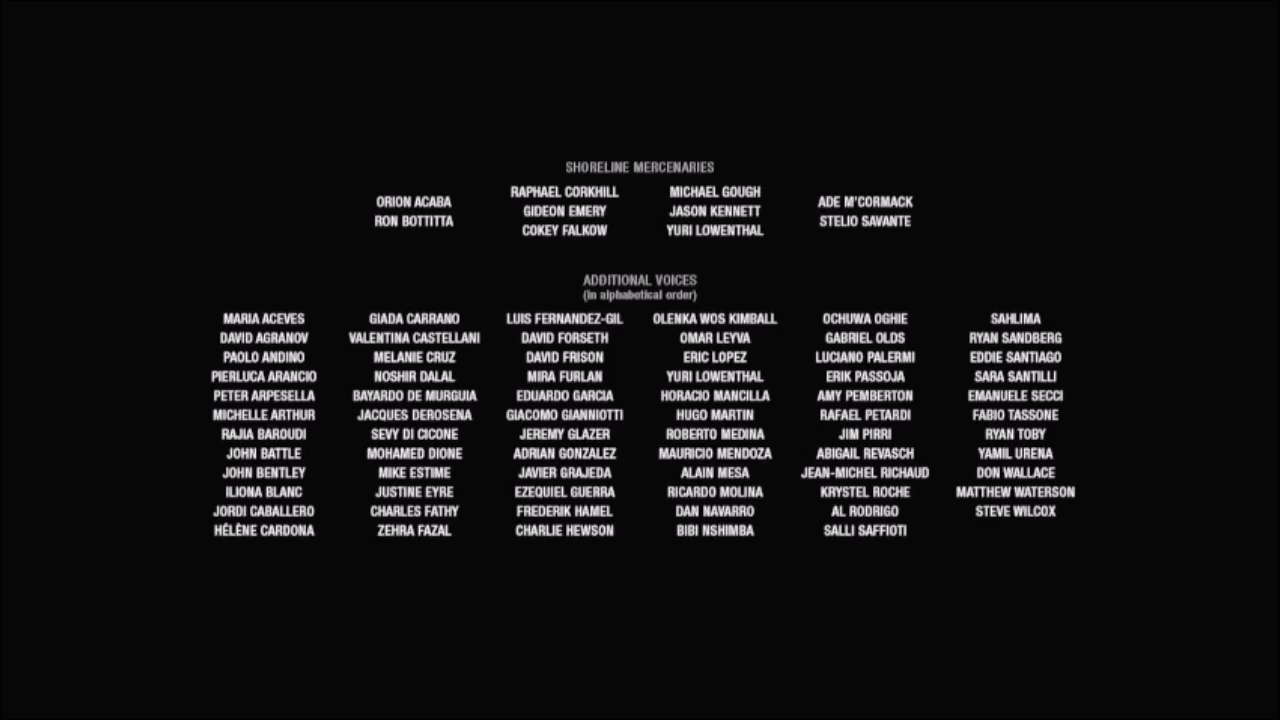 SHORELINE MERCENARIES
ORION ACABA
RON BOTTITTA
RAPHAEL CORKHILL
GIDEON EMERY
COKEY FALKOW
MICHAEL GOUGH
JASON KENNETT
YURI LOWENTHAL
ADE M'CORMACK
STELIO SAVANTE
ADDITIONAL VOICES
(in alphabetical order)
MARIA ACEVES
DAVID AGRANOV
PAOLO ANDINO
PIERLUCA ARANCIO
PETER ARPESELLA
MICHELLE ARTHUR
RAJIA BAROUDI
JOHN BATTLE
JOHN BENTLEY
ILIONA BLANC
JORDI CABALLERO
HÉLÈNE CARDONA
GIADA CARRANO
VALENTINA CASTELLANI
MELANIE CRUZ
NOSHIR DALAL
BAYARDO DE MURGUIA
JACQUES DEROSENA
SEVY DI CICONE
MOHAMED DIONE
MIKE ESTIME
JUSTINE EYRE
CHARLES FATHY
ZEHRA FAZAL
LUIS FERNANDEZ-GIL
DAVID FORSETH
DAVID FRISON
MIRA FURLAN
EDUARDO GARCIA
GIACOMO GIANNIOTTI
JEREMY GLAZER
ADRIAN GONZALEZ
JAVIER GRAJEDA
EZEQUIEL GUERRA
FREDERIK HAMEL
CHARLIE HEWSON
OLENKA WOS KIMBALL
OMAR LEYVA
ERIC LOPEZ
YURI LOWENTHAL
HORACIO MANCILLA
HUGO MARTIN
ROBERTO MEDINA
MAURICIO MENDOZA
ALAIN MESA
RICARDO MOLINA
DAN NAVARRO
BIBI NSHIMBA
OCHUWA OGHIE
GABRIEL OLDS
LUCIANO PALERMI
ERIK PASSOJA
AMY PEMBERTON
RAFAEL PETARDI
JIM PIRRI
ABIGAIL REVASCH
JEAN-MICHEL RICHAUD
KRYSTEL ROCHE
AL RODRIGO
SALLI SAFFIOTI
SAHLIMA
RYAN SANDBERG
EDDIE SANTIAGO
SARA SANTILLI
EMANUELE SECCI
FABIO TASSONE
RYAN TOBY
YAMIL URENA
DON WALLACE
MATTHEW WATERSON
STEVE WILCOX